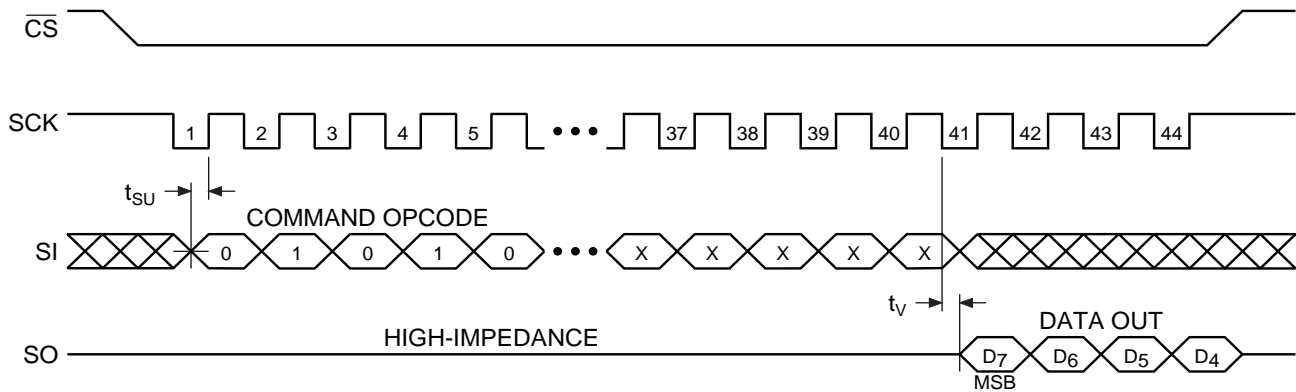 CS
SCK 1 2 3 4 5 ••• 37 38 39 40 41 42 43 44
tSU
COMMAND OPCODE
SI 0 1 0 1 0 ••• X X X X X
tV
HIGH-IMPEDANCE
DATA OUT
SO D7 D6 D5 D4
MSB